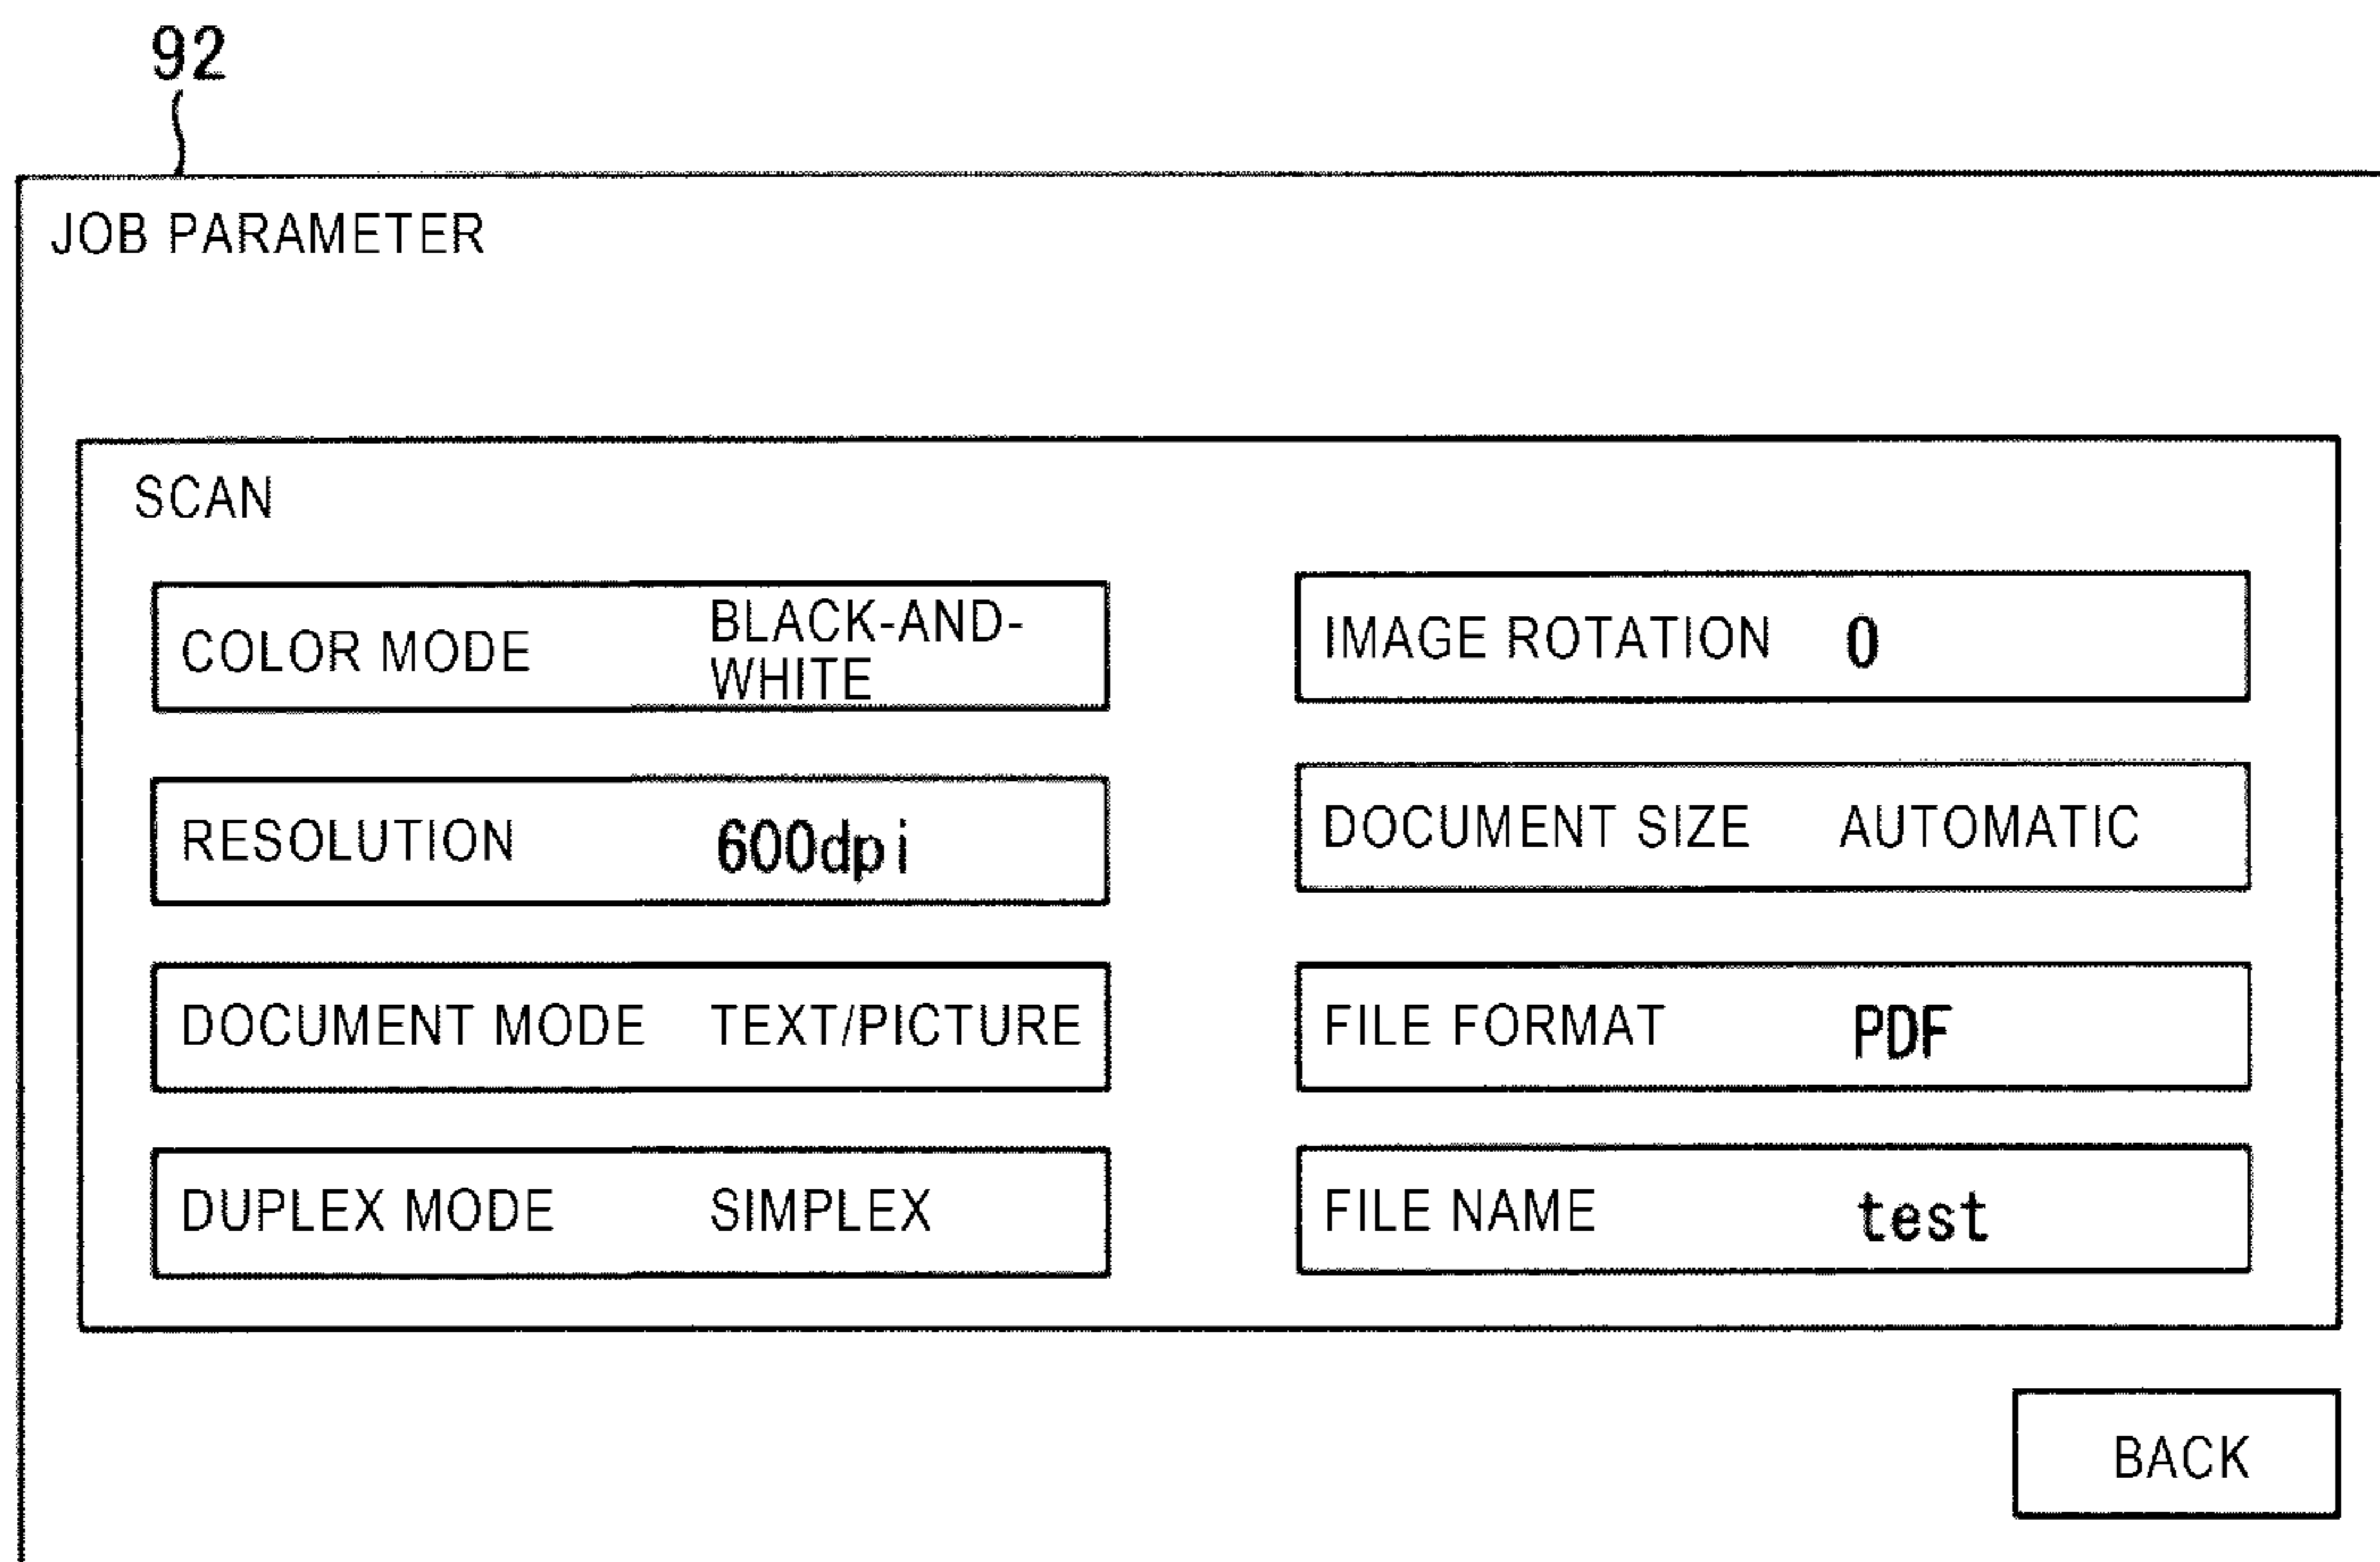 92
JOB PARAMETER
SCAN
COLOR MODE BLACK-AND-
WHITE
IMAGE ROTATION 0
RESOLUTION 600dpi
DOCUMENT SIZE AUTOMATIC
DOCUMENT MODE TEXT/PICTURE
FILE FORMAT PDF
DUPLEX MODE SIMPLEX
FILE NAME test
BACK